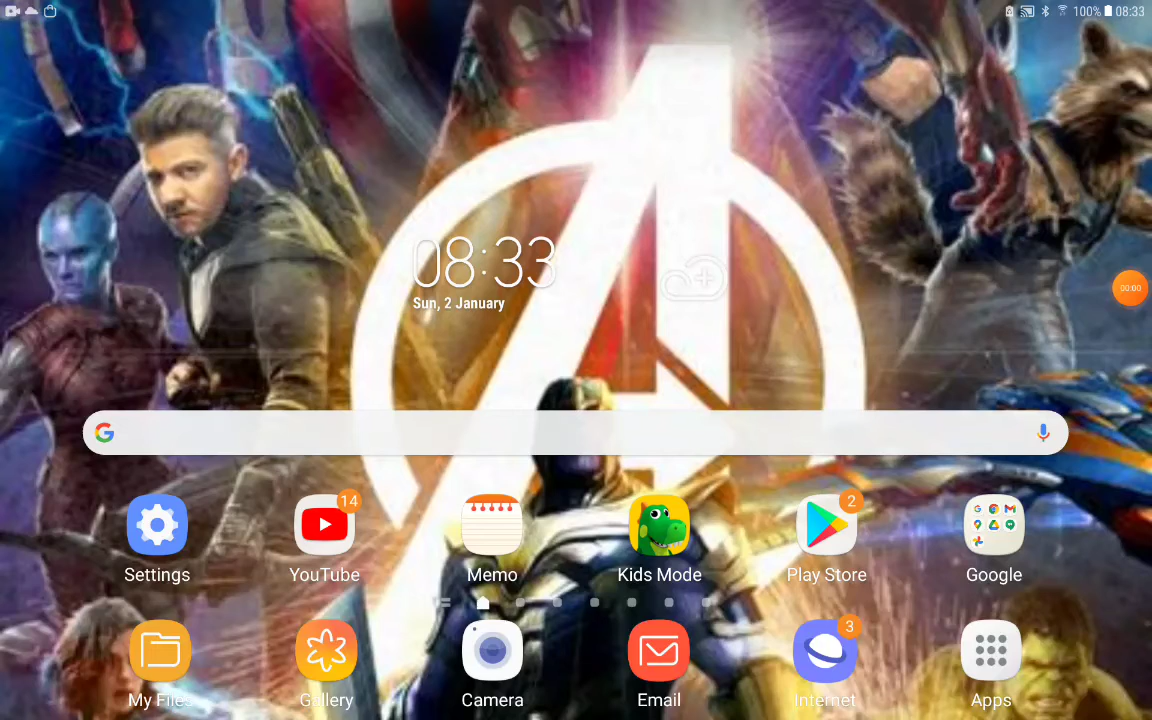 100% 08:33
08:33
Sun, 2 January
00:00
14
2
Settings YouTube Memo Kids Mode Play Store Google
3
My Files Gallery Camera Email Internet Apps